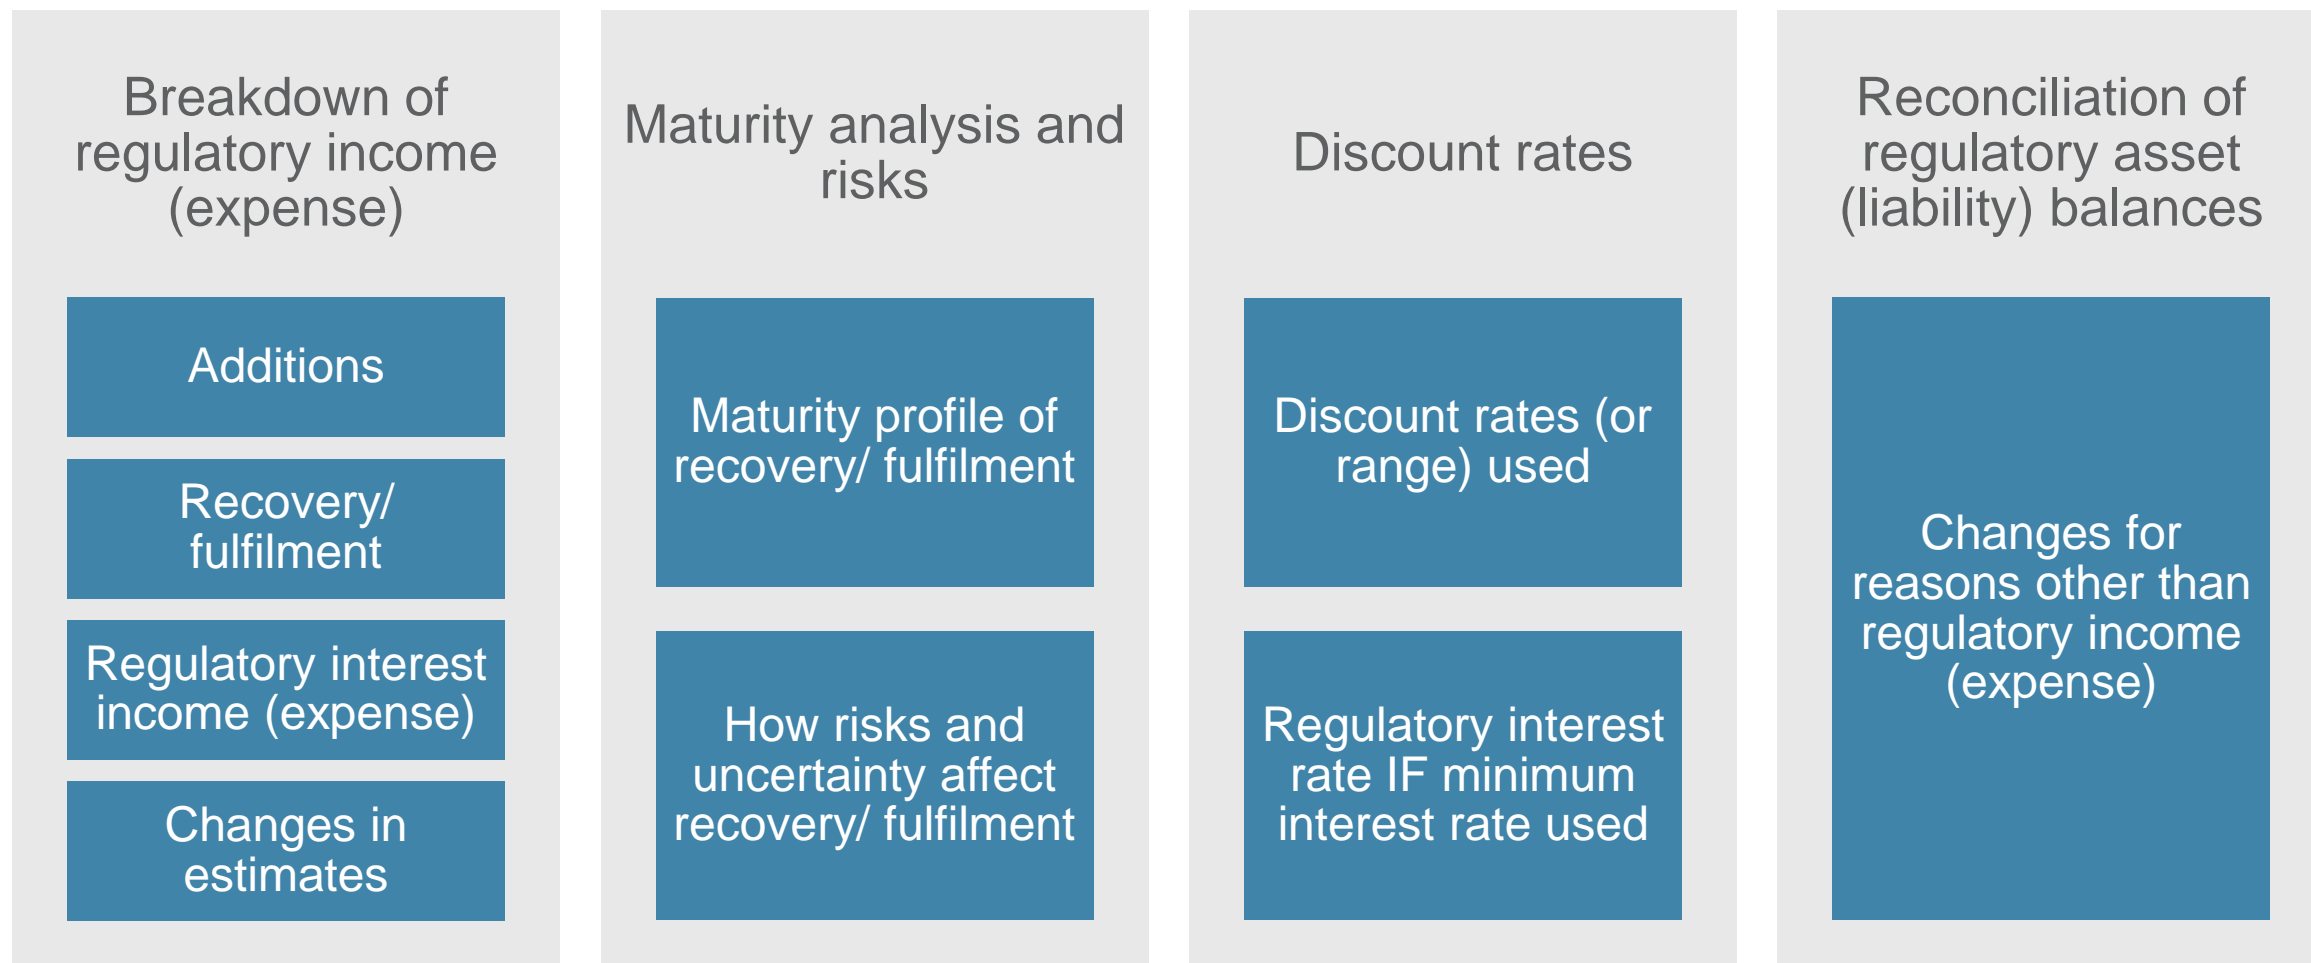 Breakdown of
regulatory income
(expense)
Additions
Recovery/
fulfilment
Regulatory interest
income (expense)
Changes in
estimates
Maturity analysis and
risks
Maturity profile of
recovery/ fulfilment
How risks and
uncertainty affect
recovery/ fulfilment
Discount rates
Discount rates (or
range) used
Regulatory interest
rate IF minimum
interest rate used
Reconciliation of
regulatory asset
(liability) balances
Changes for
reasons other than
regulatory income
(expense)